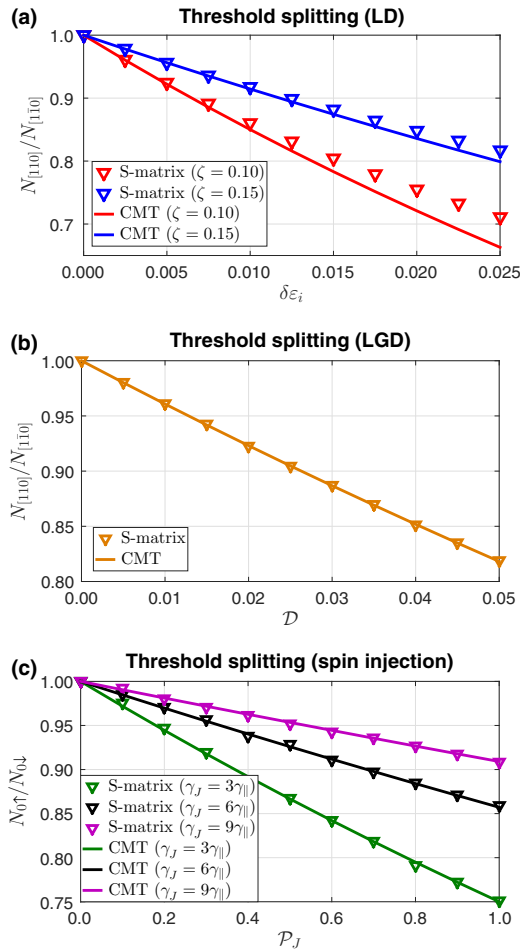 (a)
Threshold splitting (LD)
N[110]/N[11̄0]
1.0
0.9
0.8
0.7
S-matrix (ζ = 0.10)
S-matrix (ζ = 0.15)
CMT (ζ = 0.10)
CMT (ζ = 0.15)
0.000 0.005 0.010 0.015 0.020 0.025
δεi
(b)
Threshold splitting (LGD)
N[110]/N[11̄0]
1.00
0.95
0.90
0.85
0.80
S-matrix
CMT
0.00 0.01 0.02 0.03 0.04 0.05
𝒟
(c)
Threshold splitting (spin injection)
N0↑/N0↓
1.00
0.95
0.90
0.85
0.80
0.75
S-matrix (γJ = 3γ∥)
S-matrix (γJ = 6γ∥)
S-matrix (γJ = 9γ∥)
CMT (γJ = 3γ∥)
CMT (γJ = 6γ∥)
CMT (γJ = 9γ∥)
0.0 0.2 0.4 0.6 0.8 1.0
𝒫J